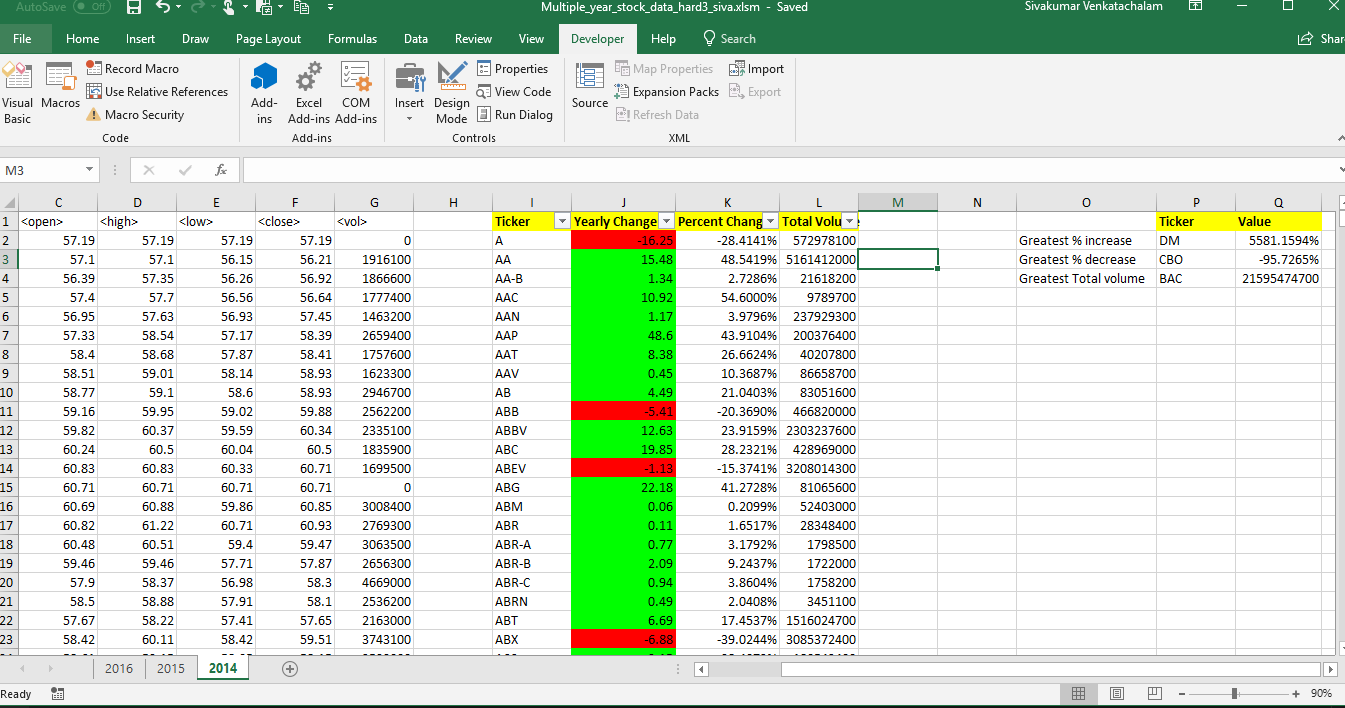 AutoSave Off Multiple_year_stock_data_hard3_siva.xlsm - Saved Sivakumar Venkatachalam
File Home Insert Draw Page Layout Formulas Data Review View Developer Help Search Shar
Visual Basic Macros Record Macro Use Relative References Macro Security Code
Add-ins Excel Add-ins COM Add-ins Add-ins
Insert Design Mode Properties View Code Run Dialog Controls
Source Map Properties Expansion Packs Refresh Data Import Export XML
M3 fx
C D E F G H I J K L M N O P Q
1 <open> <high> <low> <close> <vol> Ticker Yearly Change Percent Chang Total Volu Ticker Value
2 57.19 57.19 57.19 57.19 0 A -16.25 -28.4141% 572978100 Greatest % increase DM 5581.1594%
3 57.1 57.1 56.15 56.21 1916100 AA 15.48 48.5419% 5161412000 Greatest % decrease CBO -95.7265%
4 56.39 57.35 56.26 56.92 1866600 AA-B 1.34 2.7286% 21618200 Greatest Total volume BAC 21595474700
5 57.4 57.7 56.56 56.64 1777400 AAC 10.92 54.6000% 9789700
6 56.95 57.63 56.93 57.45 1463200 AAN 1.17 3.9796% 237929300
7 57.33 58.54 57.17 58.39 2659400 AAP 48.6 43.9104% 200376400
8 58.4 58.68 57.87 58.41 1757600 AAT 8.38 26.6624% 40207800
9 58.51 59.01 58.14 58.93 1623300 AAV 0.45 10.3687% 86658700
10 58.77 59.1 58.6 58.93 2946700 AB 4.49 21.0403% 83051600
11 59.16 59.95 59.02 59.88 2562200 ABB -5.41 -20.3690% 466820000
12 59.82 60.37 59.59 60.34 2335100 ABBV 12.63 23.9159% 2303237600
13 60.24 60.5 60.04 60.5 1835900 ABC 19.85 28.2321% 428969000
14 60.83 60.83 60.33 60.71 1699500 ABEV -1.13 -15.3741% 3208014300
15 60.71 60.71 60.71 60.71 0 ABG 22.18 41.2728% 81065600
16 60.69 60.88 59.86 60.85 3008400 ABM 0.06 0.2099% 52403000
17 60.82 61.22 60.71 60.93 2769300 ABR 0.11 1.6517% 28348400
18 60.48 60.51 59.4 59.47 3063500 ABR-A 0.77 3.1792% 1798500
19 59.46 59.46 57.71 57.87 2656300 ABR-B 2.09 9.2437% 1722000
20 57.9 58.37 56.98 58.3 4669000 ABR-C 0.94 3.8604% 1758200
21 58.5 58.88 57.91 58.1 2536200 ABRN 0.49 2.0408% 3451100
22 57.67 58.22 57.41 57.65 2163000 ABT 6.69 17.4537% 1516024700
23 58.42 60.11 58.42 59.51 3743100 ABX -6.88 -39.0244% 3085372400
2016 2015 2014
Ready 90%